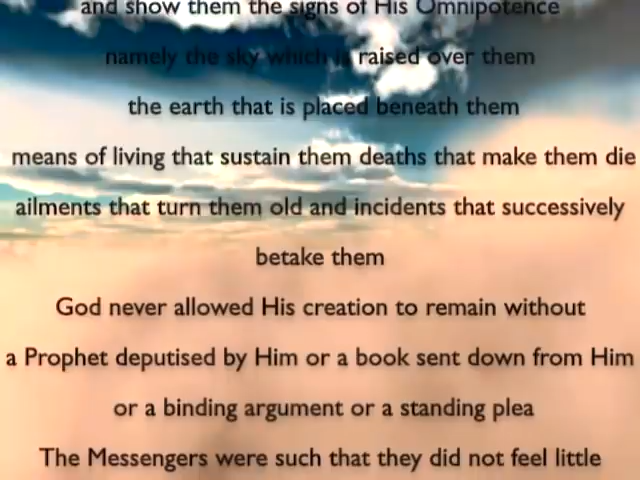 and show them the signs of His Omnipotence
namely the sky which is raised over them
the earth that is placed beneath them
means of living that sustain them deaths that make them die
ailments that turn them old and incidents that successively
betake them
God never allowed His creation to remain without
a Prophet deputised by Him or a book sent down from Him
or a binding argument or a standing plea
The Messengers were such that they did not feel little